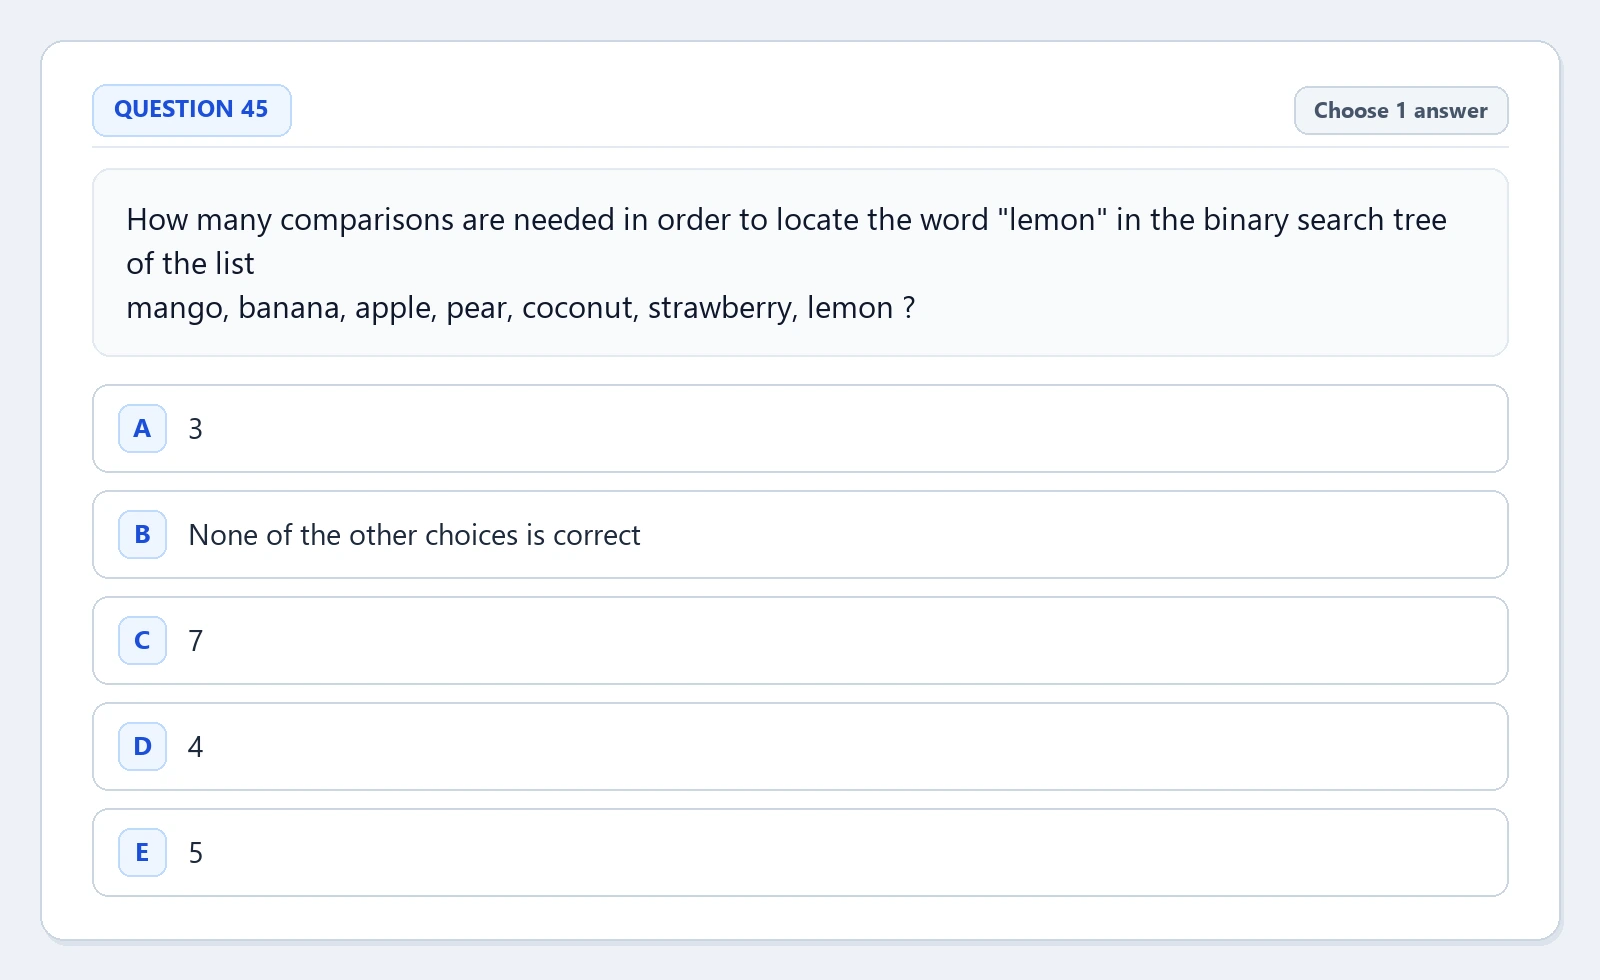 QUESTION 45
Choose 1 answer
How many comparisons are needed in order to locate the word "lemon" in the binary search tree
of the list
mango, banana, apple, pear, coconut, strawberry, lemon ?
A 3
B None of the other choices is correct
C 7
D 4
E 5